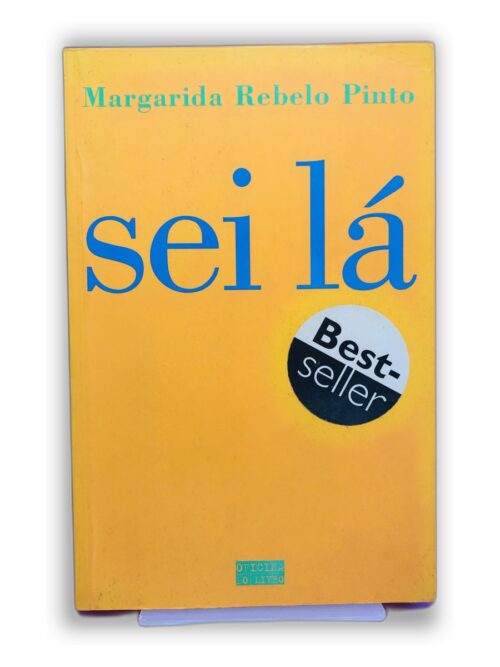 Margarida Rebelo Pinto
sei lá
Best-
seller
OFICINA
DO LIVRO